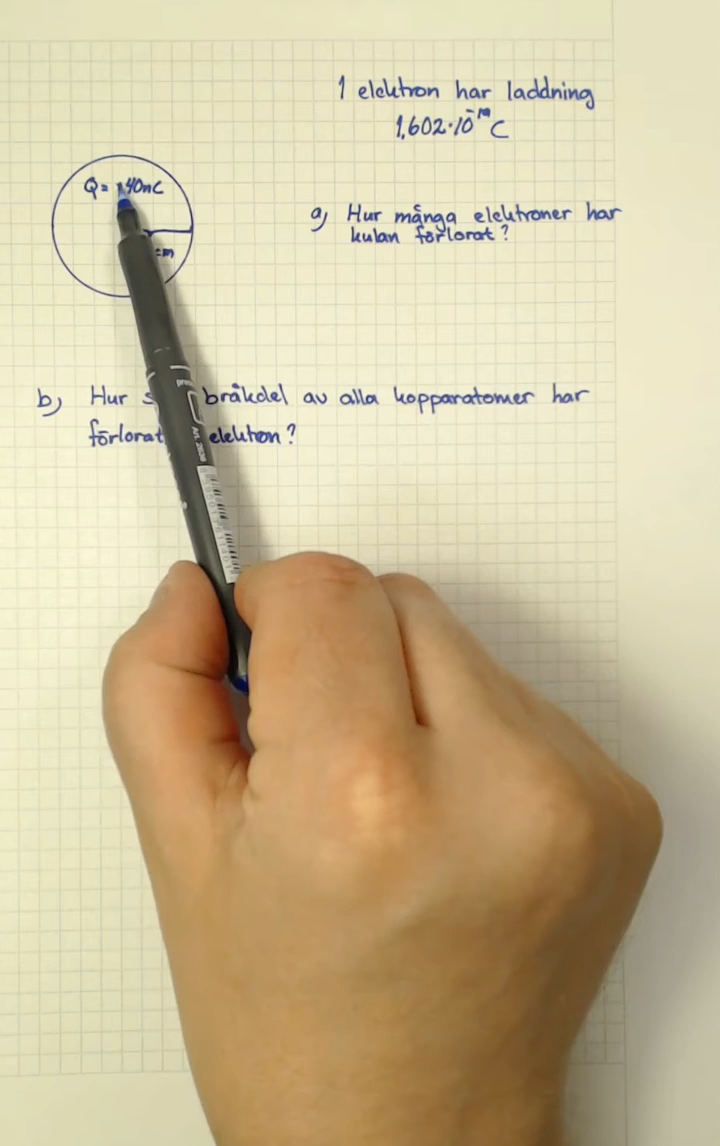 1 elektron har laddning
1,602·10⁻¹⁹ C
Q= 40nC
a) Hur många elektroner har
kulan förlorat?
b) Hur bråkdel av alla kopparatomer har
förlorat elektron?